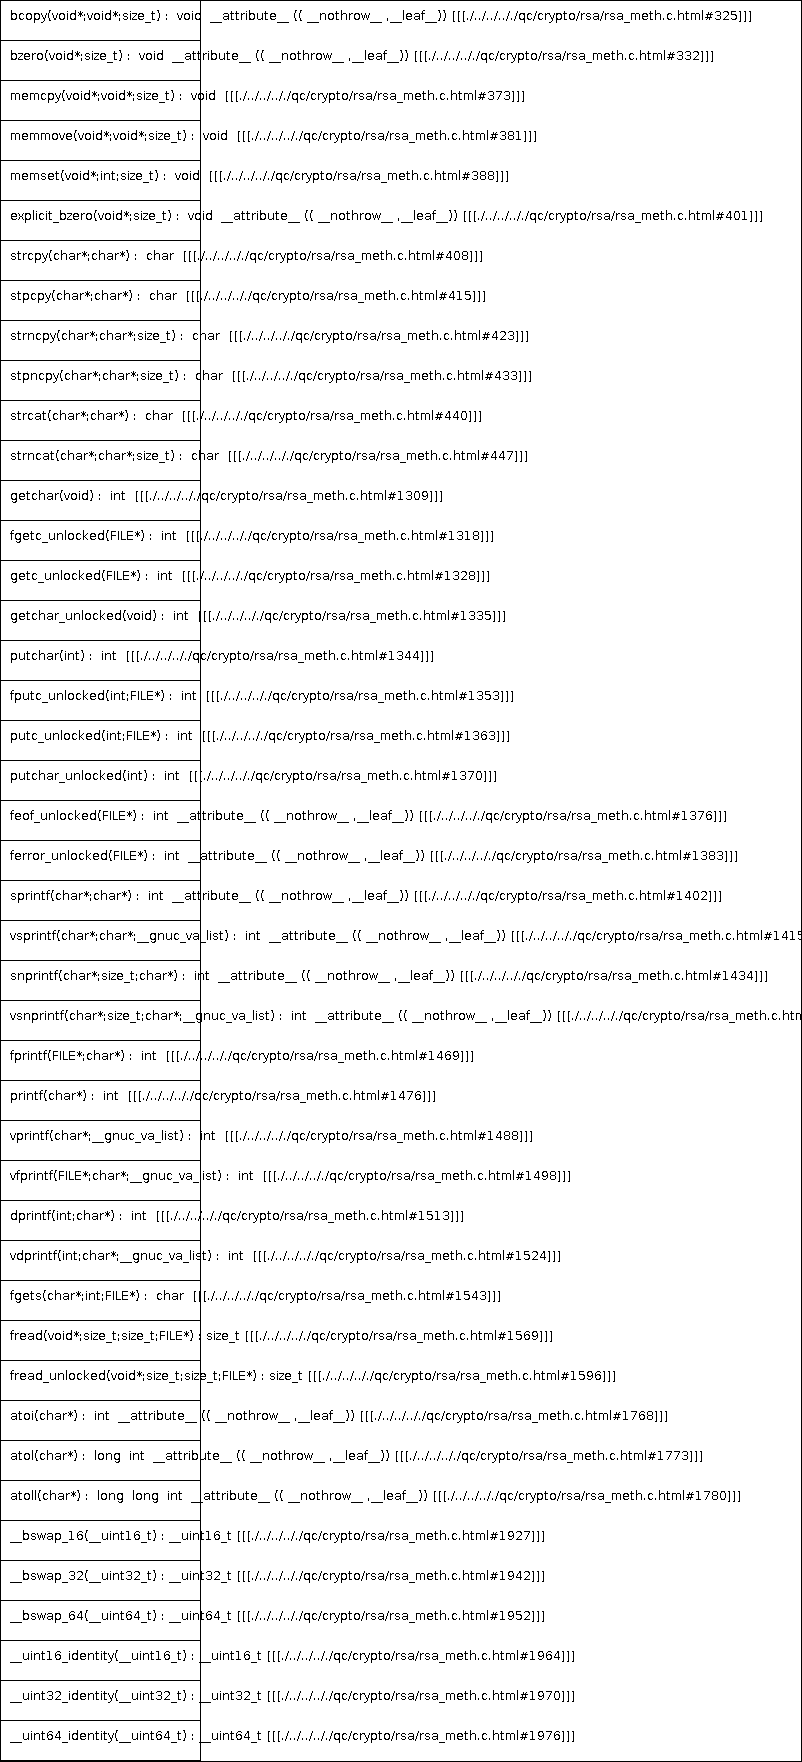 bcopy(void*;void*;size_t) :  void  __attribute__ (( __nothrow__ ,__leaf__)) [[[./../../../../qc/crypto/rsa/rsa_meth.c.html#325]]]
bzero(void*;size_t) :  void  __attribute__ (( __nothrow__ ,__leaf__)) [[[./../../../../qc/crypto/rsa/rsa_meth.c.html#332]]]
memcpy(void*;void*;size_t) :  void  [[[./../../../../qc/crypto/rsa/rsa_meth.c.html#373]]]
memmove(void*;void*;size_t) :  void  [[[./../../../../qc/crypto/rsa/rsa_meth.c.html#381]]]
memset(void*;int;size_t) :  void  [[[./../../../../qc/crypto/rsa/rsa_meth.c.html#388]]]
explicit_bzero(void*;size_t) :  void  __attribute__ (( __nothrow__ ,__leaf__)) [[[./../../../../qc/crypto/rsa/rsa_meth.c.html#401]]]
strcpy(char*;char*) :  char  [[[./../../../../qc/crypto/rsa/rsa_meth.c.html#408]]]
stpcpy(char*;char*) :  char  [[[./../../../../qc/crypto/rsa/rsa_meth.c.html#415]]]
strncpy(char*;char*;size_t) :  char  [[[./../../../../qc/crypto/rsa/rsa_meth.c.html#423]]]
stpncpy(char*;char*;size_t) :  char  [[[./../../../../qc/crypto/rsa/rsa_meth.c.html#433]]]
strcat(char*;char*) :  char  [[[./../../../../qc/crypto/rsa/rsa_meth.c.html#440]]]
strncat(char*;char*;size_t) :  char  [[[./../../../../qc/crypto/rsa/rsa_meth.c.html#447]]]
getchar(void) :  int  [[[./../../../../qc/crypto/rsa/rsa_meth.c.html#1309]]]
fgetc_unlocked(FILE*) :  int  [[[./../../../../qc/crypto/rsa/rsa_meth.c.html#1318]]]
getc_unlocked(FILE*) :  int  [[[./../../../../qc/crypto/rsa/rsa_meth.c.html#1328]]]
getchar_unlocked(void) :  int  [[[./../../../../qc/crypto/rsa/rsa_meth.c.html#1335]]]
putchar(int) :  int  [[[./../../../../qc/crypto/rsa/rsa_meth.c.html#1344]]]
fputc_unlocked(int;FILE*) :  int  [[[./../../../../qc/crypto/rsa/rsa_meth.c.html#1353]]]
putc_unlocked(int;FILE*) :  int  [[[./../../../../qc/crypto/rsa/rsa_meth.c.html#1363]]]
putchar_unlocked(int) :  int  [[[./../../../../qc/crypto/rsa/rsa_meth.c.html#1370]]]
feof_unlocked(FILE*) :  int  __attribute__ (( __nothrow__ ,__leaf__)) [[[./../../../../qc/crypto/rsa/rsa_meth.c.html#1376]]]
ferror_unlocked(FILE*) :  int  __attribute__ (( __nothrow__ ,__leaf__)) [[[./../../../../qc/crypto/rsa/rsa_meth.c.html#1383]]]
sprintf(char*;char*) :  int  __attribute__ (( __nothrow__ ,__leaf__)) [[[./../../../../qc/crypto/rsa/rsa_meth.c.html#1402]]]
vsprintf(char*;char*;__gnuc_va_list) :  int  __attribute__ (( __nothrow__ ,__leaf__)) [[[./../../../../qc/crypto/rsa/rsa_meth.c.html#1415
snprintf(char*;size_t;char*) :  int  __attribute__ (( __nothrow__ ,__leaf__)) [[[./../../../../qc/crypto/rsa/rsa_meth.c.html#1434]]]
vsnprintf(char*;size_t;char*;__gnuc_va_list) :  int  __attribute__ (( __nothrow__ ,__leaf__)) [[[./../../../../qc/crypto/rsa/rsa_meth.c.htm
fprintf(FILE*;char*) :  int  [[[./../../../../qc/crypto/rsa/rsa_meth.c.html#1469]]]
printf(char*) :  int  [[[./../../../../qc/crypto/rsa/rsa_meth.c.html#1476]]]
vprintf(char*;__gnuc_va_list) :  int  [[[./../../../../qc/crypto/rsa/rsa_meth.c.html#1488]]]
vfprintf(FILE*;char*;__gnuc_va_list) :  int  [[[./../../../../qc/crypto/rsa/rsa_meth.c.html#1498]]]
dprintf(int;char*) :  int  [[[./../../../../qc/crypto/rsa/rsa_meth.c.html#1513]]]
vdprintf(int;char*;__gnuc_va_list) :  int  [[[./../../../../qc/crypto/rsa/rsa_meth.c.html#1524]]]
fgets(char*;int;FILE*) :  char  [[[./../../../../qc/crypto/rsa/rsa_meth.c.html#1543]]]
fread(void*;size_t;size_t;FILE*) : size_t [[[./../../../../qc/crypto/rsa/rsa_meth.c.html#1569]]]
fread_unlocked(void*;size_t;size_t;FILE*) : size_t [[[./../../../../qc/crypto/rsa/rsa_meth.c.html#1596]]]
atoi(char*) :  int  __attribute__ (( __nothrow__ ,__leaf__)) [[[./../../../../qc/crypto/rsa/rsa_meth.c.html#1768]]]
atol(char*) :  long  int  __attribute__ (( __nothrow__ ,__leaf__)) [[[./../../../../qc/crypto/rsa/rsa_meth.c.html#1773]]]
atoll(char*) :  long  long  int  __attribute__ (( __nothrow__ ,__leaf__)) [[[./../../../../qc/crypto/rsa/rsa_meth.c.html#1780]]]
__bswap_16(__uint16_t) : __uint16_t [[[./../../../../qc/crypto/rsa/rsa_meth.c.html#1927]]]
__bswap_32(__uint32_t) : __uint32_t [[[./../../../../qc/crypto/rsa/rsa_meth.c.html#1942]]]
__bswap_64(__uint64_t) : __uint64_t [[[./../../../../qc/crypto/rsa/rsa_meth.c.html#1952]]]
__uint16_identity(__uint16_t) : __uint16_t [[[./../../../../qc/crypto/rsa/rsa_meth.c.html#1964]]]
__uint32_identity(__uint32_t) : __uint32_t [[[./../../../../qc/crypto/rsa/rsa_meth.c.html#1970]]]
__uint64_identity(__uint64_t) : __uint64_t [[[./../../../../qc/crypto/rsa/rsa_meth.c.html#1976]]]